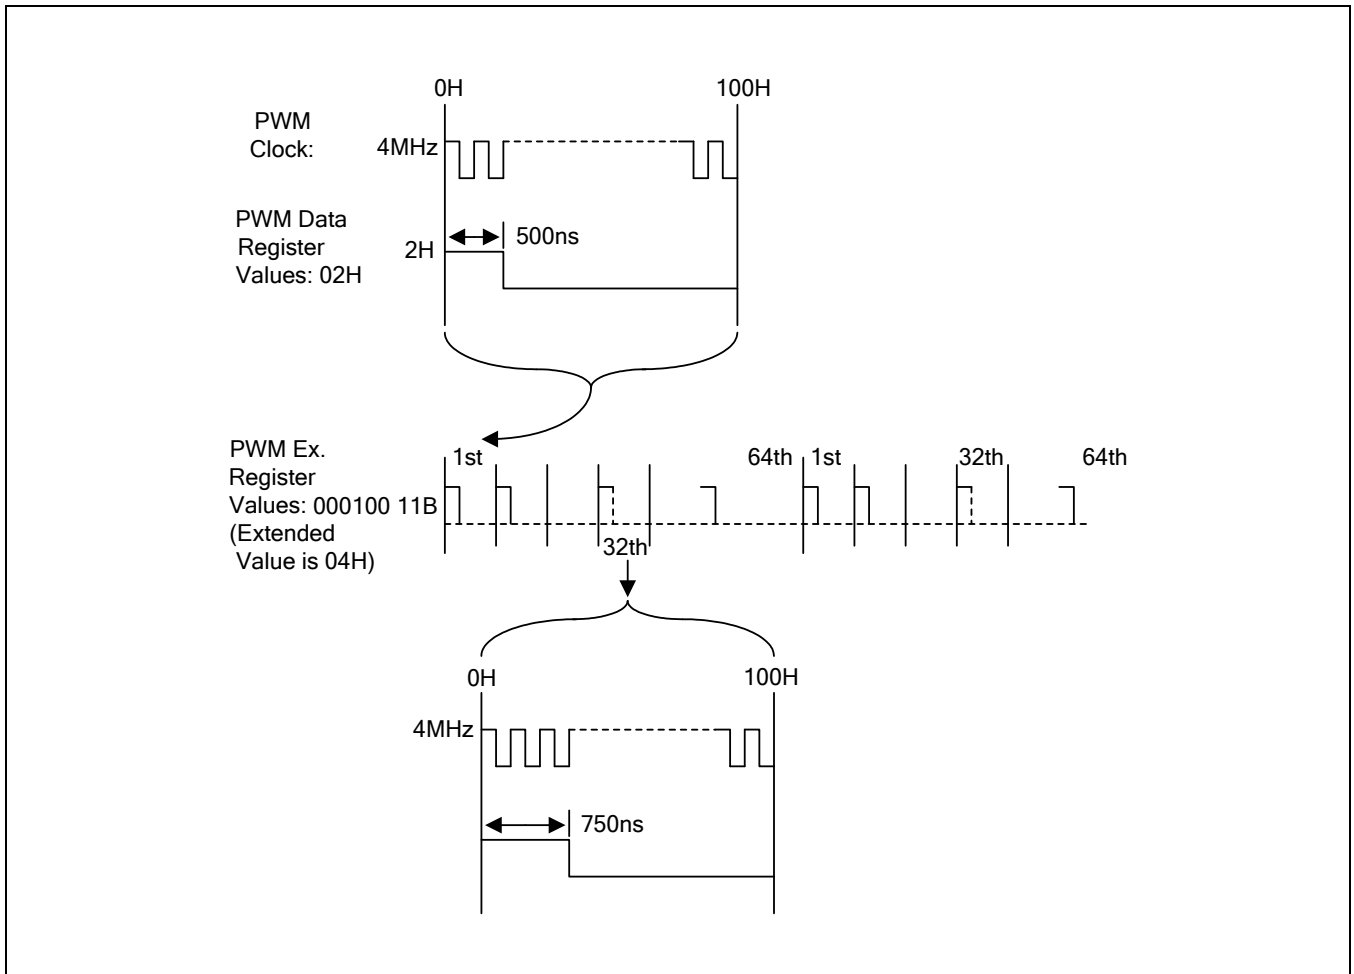 0H 100H
PWM
Clock: 4MHz
PWM Data
Register
Values: 02H
2H
500ns
PWM Ex.
Register
Values: 000100 11B
(Extended
Value is 04H)
1st 64th 1st 32th 64th
32th
0H 100H
4MHz
750ns